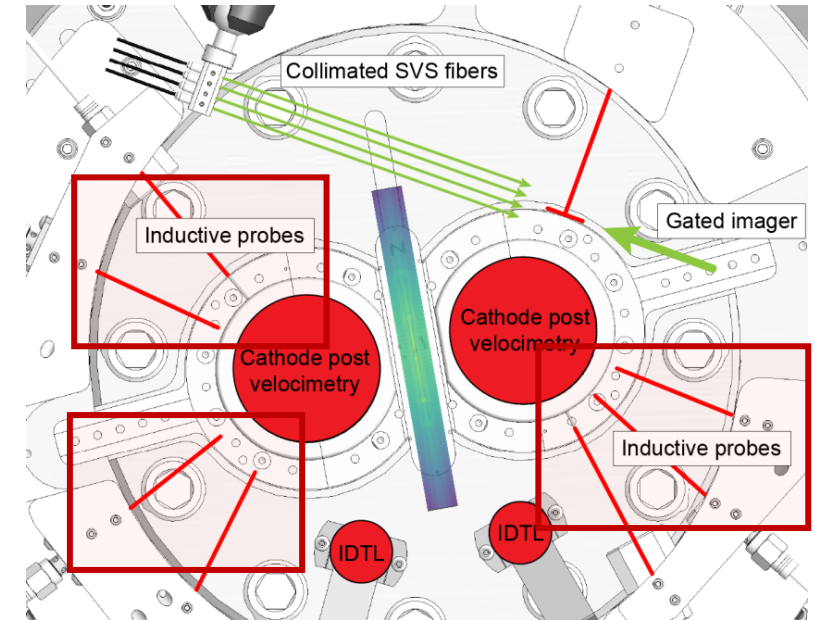 Collimated SVS fibers
Gated imager
Inductive probes
Cathode post
velocimetry
Cathode post
velocimetry
Inductive probes
IDTL
IDTL